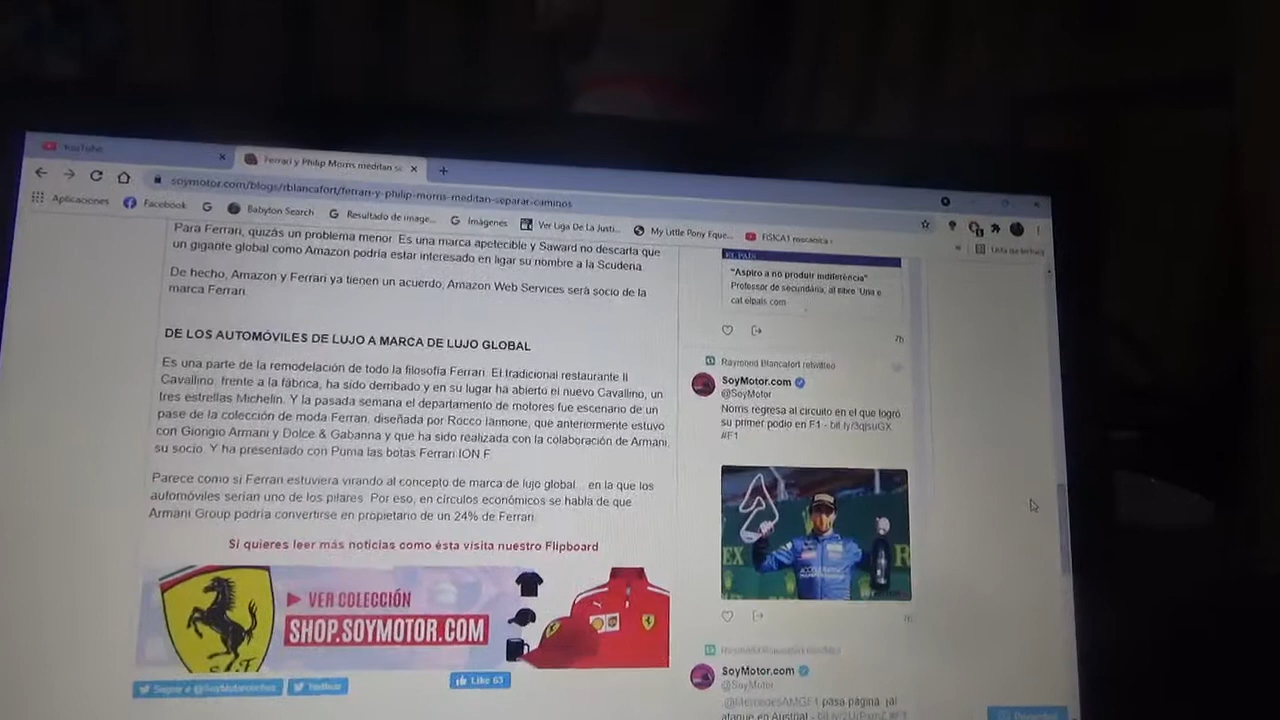 YouTube
Ferrari y Philip Morris meditan se
soymotor.com/blogs/rblancafort/ferrari-y-philip-morris-meditan-separar-caminos
Aplicaciones
Facebook
Babylon Search
Resultado de image...
Imágenes
Ver Liga De La Justi...
My Little Pony Eque...
FISICA1 mecanica
Lista de lectura
Para Ferrari, quizás un problema menor. Es una marca apetecible y Saward no descarta que
un gigante global como Amazon podría estar interesado en ligar su nombre a la Scuderia.
De hecho, Amazon y Ferrari ya tienen un acuerdo, Amazon Web Services será socio de la
marca Ferrari.
DE LOS AUTOMÓVILES DE LUJO A MARCA DE LUJO GLOBAL
Es una parte de la remodelación de todo la filosofía Ferrari. El tradicional restaurante Il
Cavallino, frente a la fábrica, ha sido derribado y en su lugar ha abierto el nuevo Cavallino, un
tres estrellas Michelin. Y la pasada semana el departamento de motores fue escenario de un
pase de la colección de moda Ferrari, diseñada por Rocco Iannone, que anteriormente estuvo
con Giorgio Armani y Dolce & Gabanna y que ha sido realizada con la colaboración de Armani,
su socio. Y ha presentado con Puma las botas Ferrari ION F.
Parece como si Ferrari estuviera virando al concepto de marca de lujo global... en la que los
automóviles serían uno de los pilares. Por eso, en círculos económicos se habla de que
Armani Group podría convertirse en propietario de un 24% de Ferrari.
Si quieres leer más noticias como ésta visita nuestro Flipboard
VER COLECCIÓN
SHOP.SOYMOTOR.COM
S F
Seguir a
Twittear
Like 63
EL PAÍS
"Aspiro a no produir indiferència"
Professor de secundària, al llibre 'Una e
cat.elpais.com
7h
Raymond Blancafort retwitteó
SoyMotor.com
@SoyMotor
Norris regresa al circuito en el que logró
su primer podio en F1 - bit.ly/3qjsuGX
#F1
EX
R
SoyMotor.com
@SoyMotor
@MercedesAMGF1 pasa página: ¡al
ataque en Austria! -